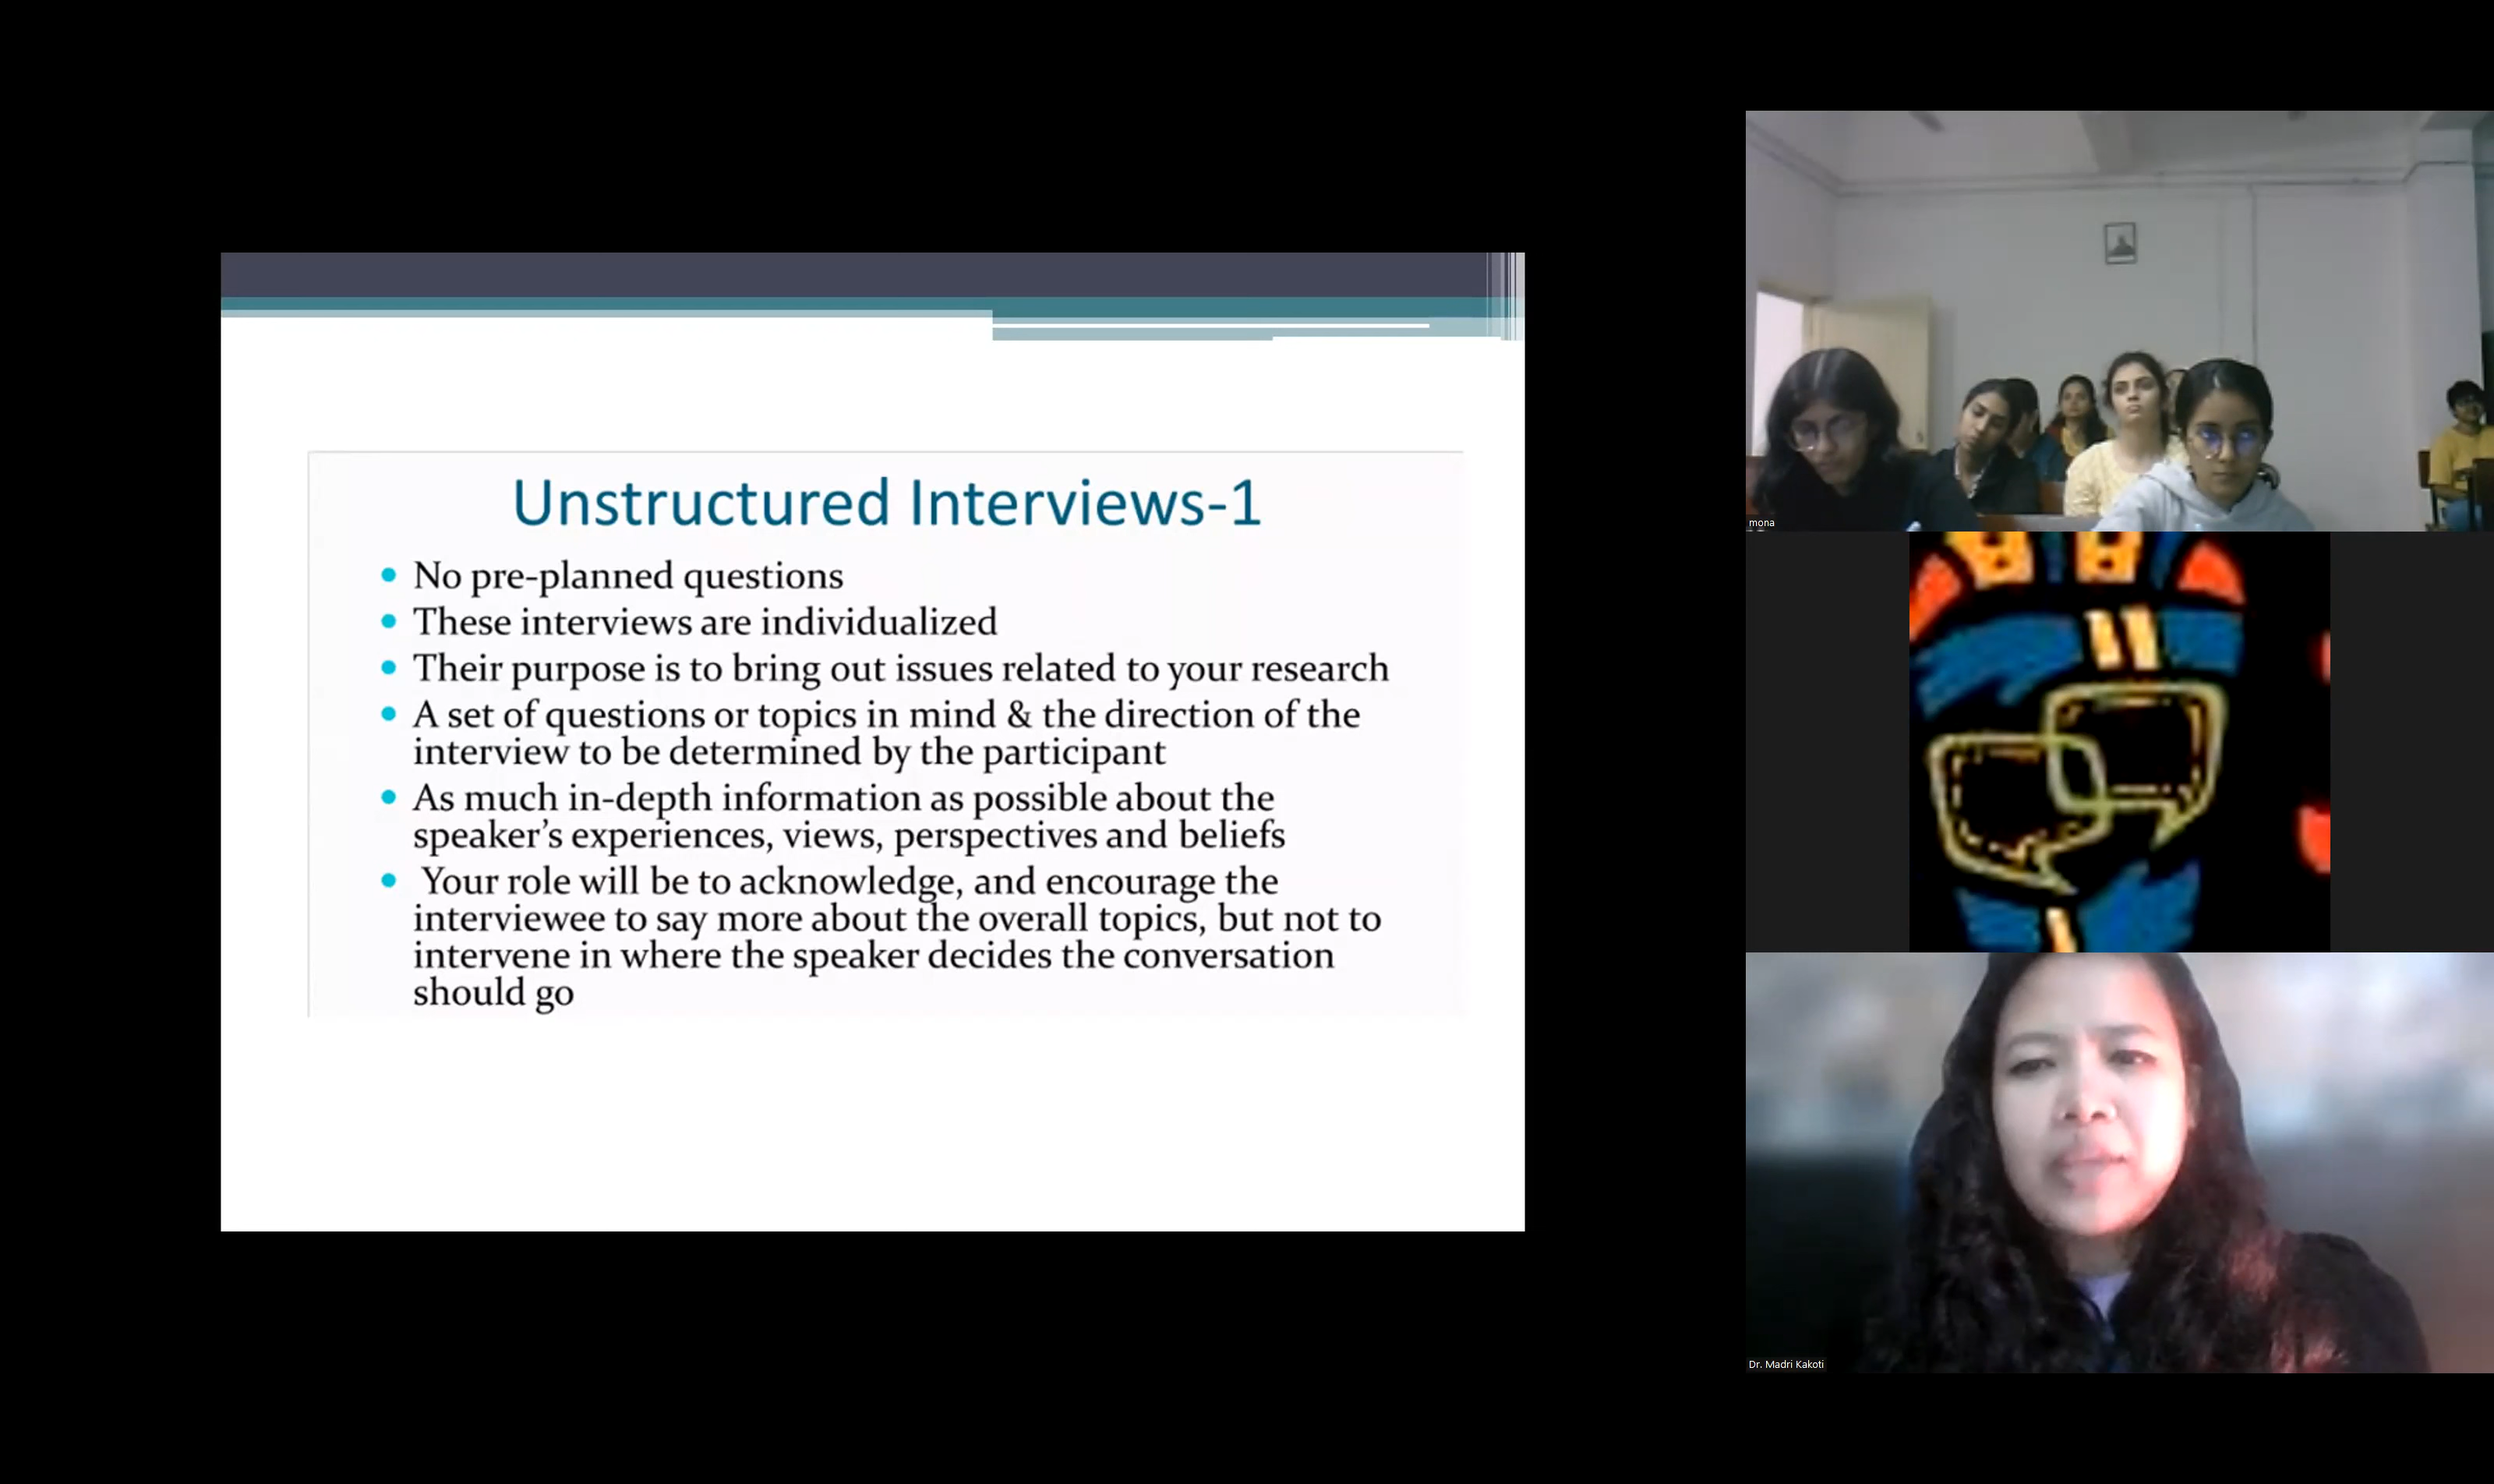 Unstructured Interviews-1
• No pre-planned questions
• These interviews are individualized
• Their purpose is to bring out issues related to your research
• A set of questions or topics in mind & the direction of the
interview to be determined by the participant
• As much in-depth information as possible about the
speaker’s experiences, views, perspectives and beliefs
• Your role will be to acknowledge, and encourage the
interviewee to say more about the overall topics, but not to
intervene in where the speaker decides the conversation
should go
mona
Dr. Madri Kakoti